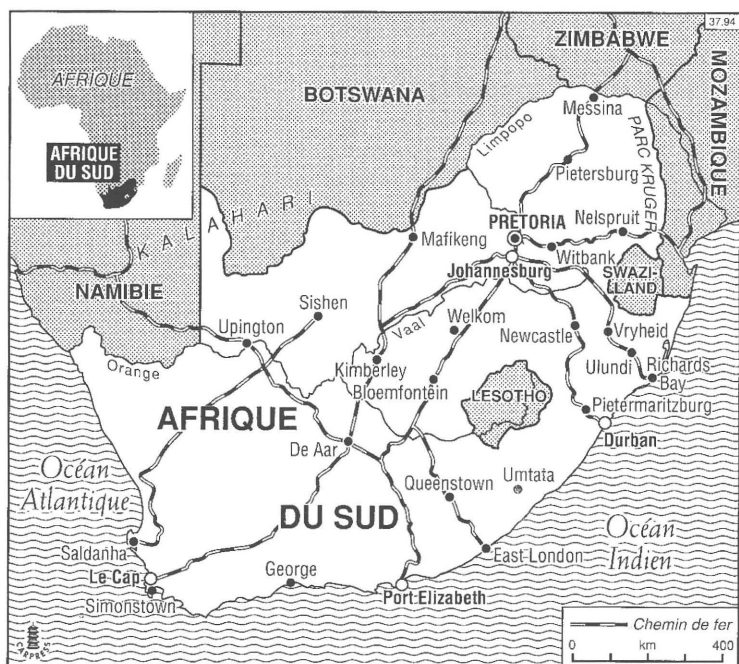 37.94
AFRIQUE
AFRIQUE
DU SUD
BOTSWANA
ZIMBABWE
MOZAMBIQUE
Messina
Limpopo
PARC KRUGER
Pietersburg
KALAHARI
PRETORIA
Nelspruit
Mafikeng
Witbank
Johannesburg
SWAZI-
LAND
NAMIBIE
Sishen
Vaal
Welkom
Newcastle
Vryheid
Upington
Ulundi
Richards
Bay
Orange
Kimberley
Bloemfontein
LESOTHO
Pietermaritzburg
AFRIQUE
Durban
De Aar
Océan
Atlantique
Queenstown
Umtata
DU SUD
Océan
Indien
Saldanha
East-London
Le Cap
George
Port Elizabeth
Simonstown
CARPRESS
Chemin de fer
0 km 400